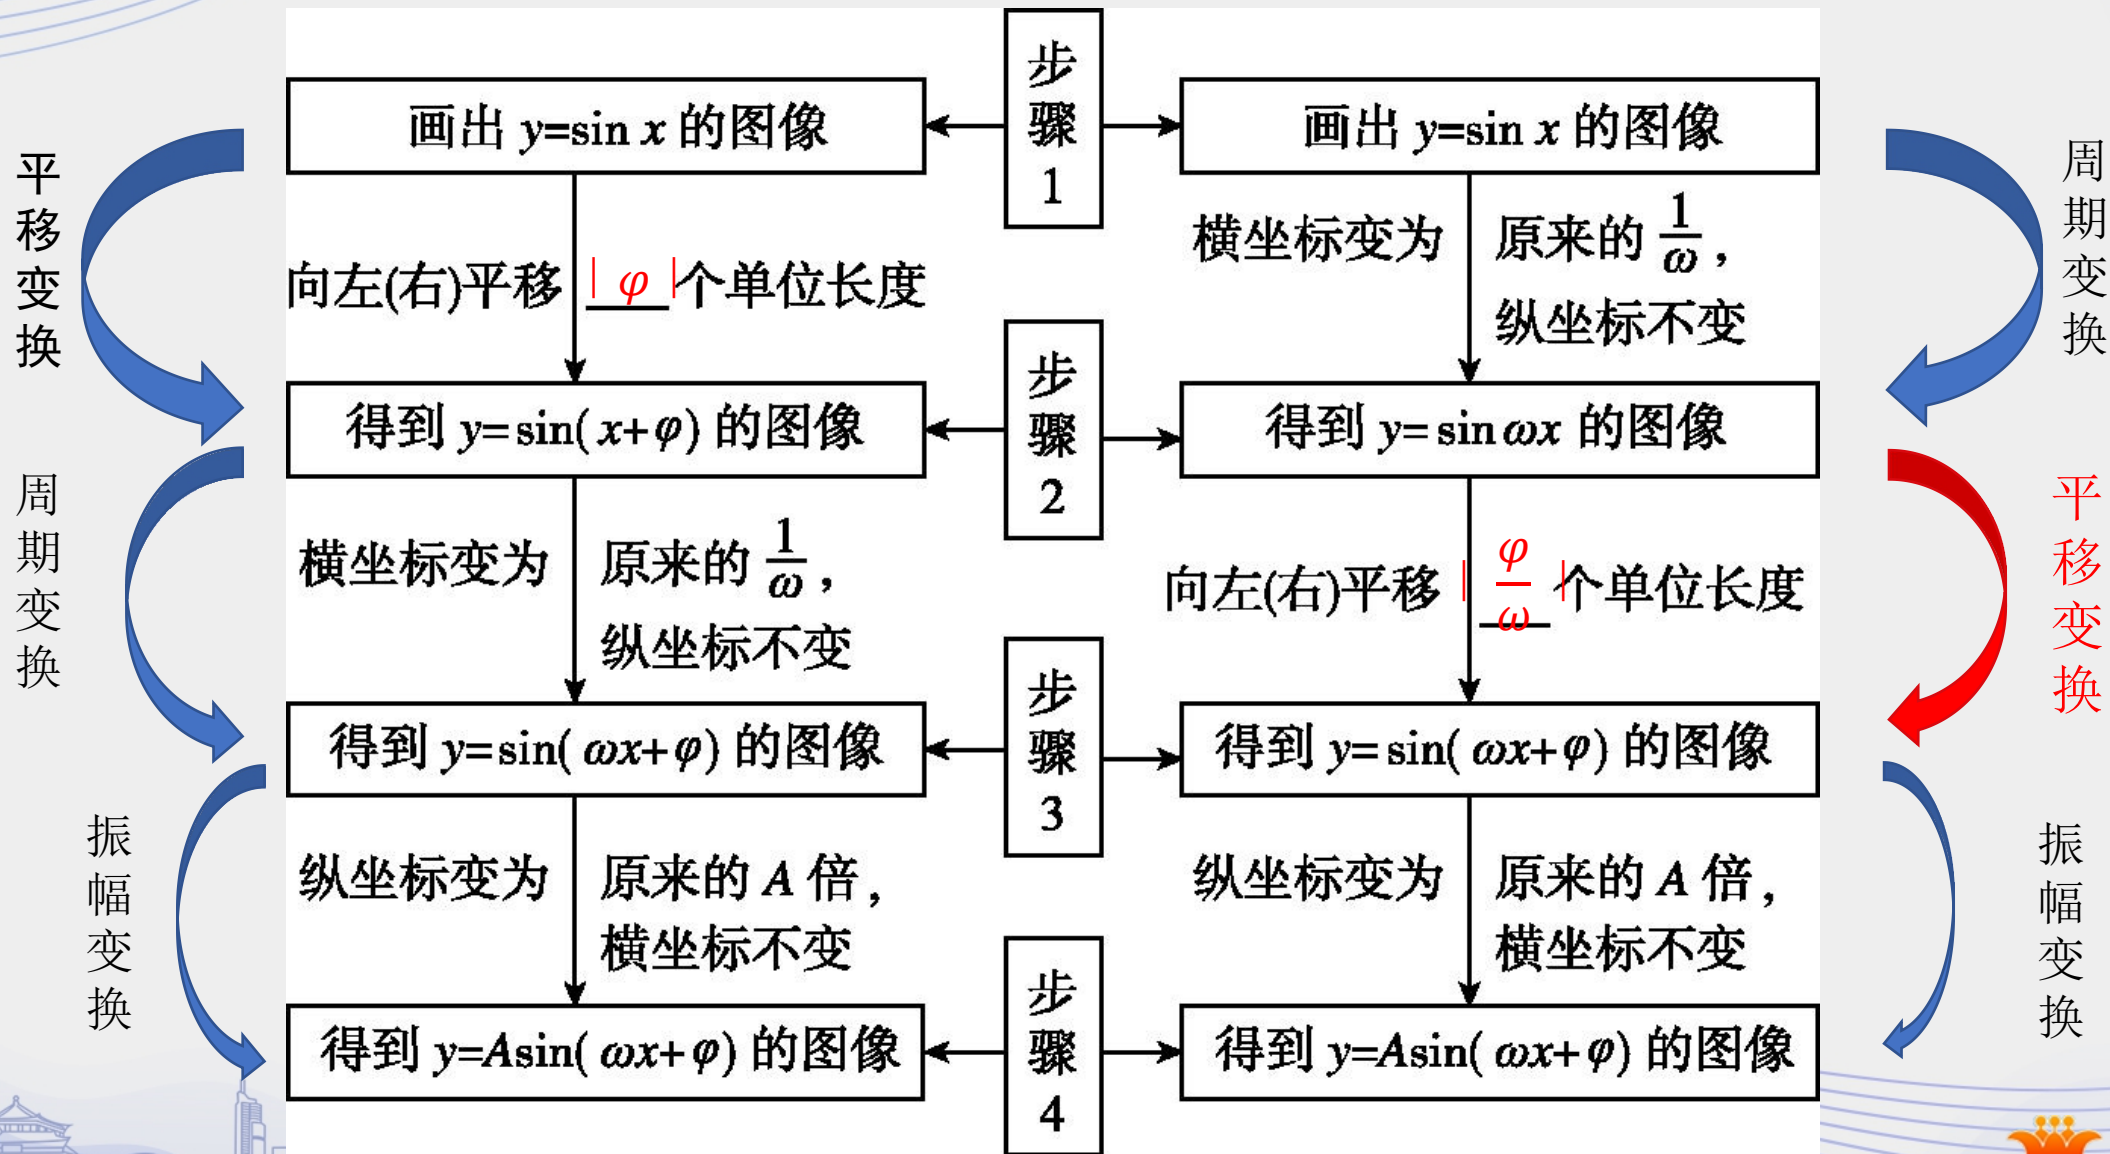 平移变换
周期变换
振幅变换
画出 y=sin x 的图像
向左(右)平移 |φ| 个单位长度
得到 y=sin(x+φ) 的图像
横坐标变为 原来的 1/ω，
纵坐标不变
得到 y=sin(ωx+φ) 的图像
纵坐标变为 原来的 A 倍，
横坐标不变
得到 y=Asin(ωx+φ) 的图像
步骤1
步骤2
步骤3
步骤4
画出 y=sin x 的图像
横坐标变为 原来的 1/ω，
纵坐标不变
得到 y=sin ωx 的图像
向左(右)平移 |φ/ω| 个单位长度
得到 y=sin(ωx+φ) 的图像
纵坐标变为 原来的 A 倍，
横坐标不变
得到 y=Asin(ωx+φ) 的图像
周期变换
平移变换
振幅变换